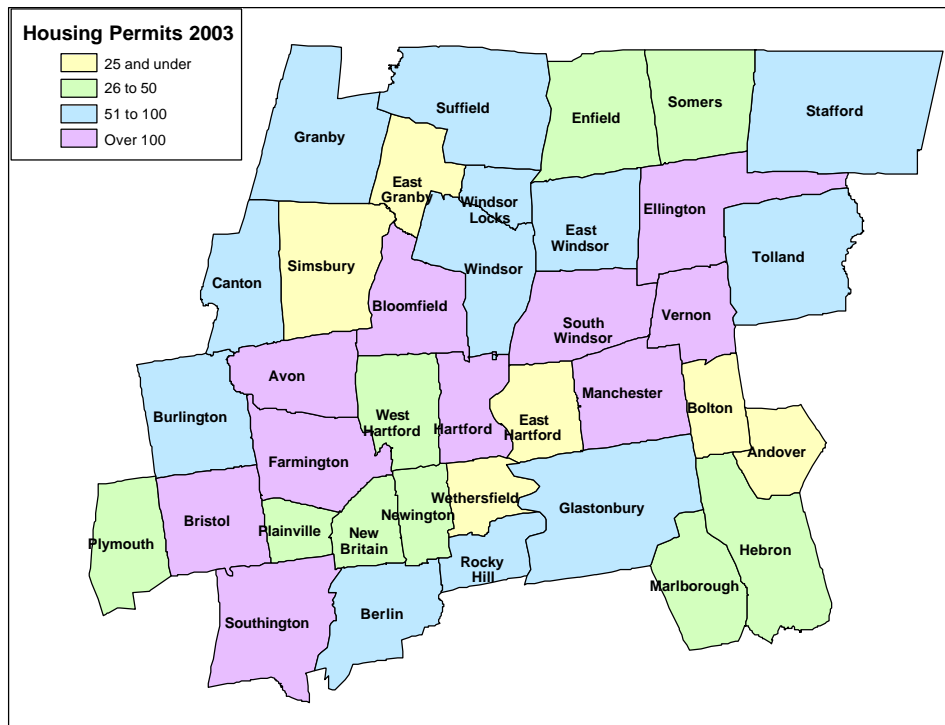 Housing Permits 2003
25 and under
26 to 50
51 to 100
Over 100
Suffield
Enfield
Somers
Stafford
Granby
East
Granby
Windsor
Locks
Ellington
East
Windsor
Tolland
Simsbury
Windsor
Canton
Bloomfield
South
Windsor
Vernon
Avon
Manchester
Burlington
West
Hartford
Hartford
East
Hartford
Bolton
Andover
Farmington
Wethersfield
Glastonbury
Bristol
Newington
Plainville
New
Britain
Plymouth
Hebron
Rocky
Hill
Marlborough
Southington
Berlin